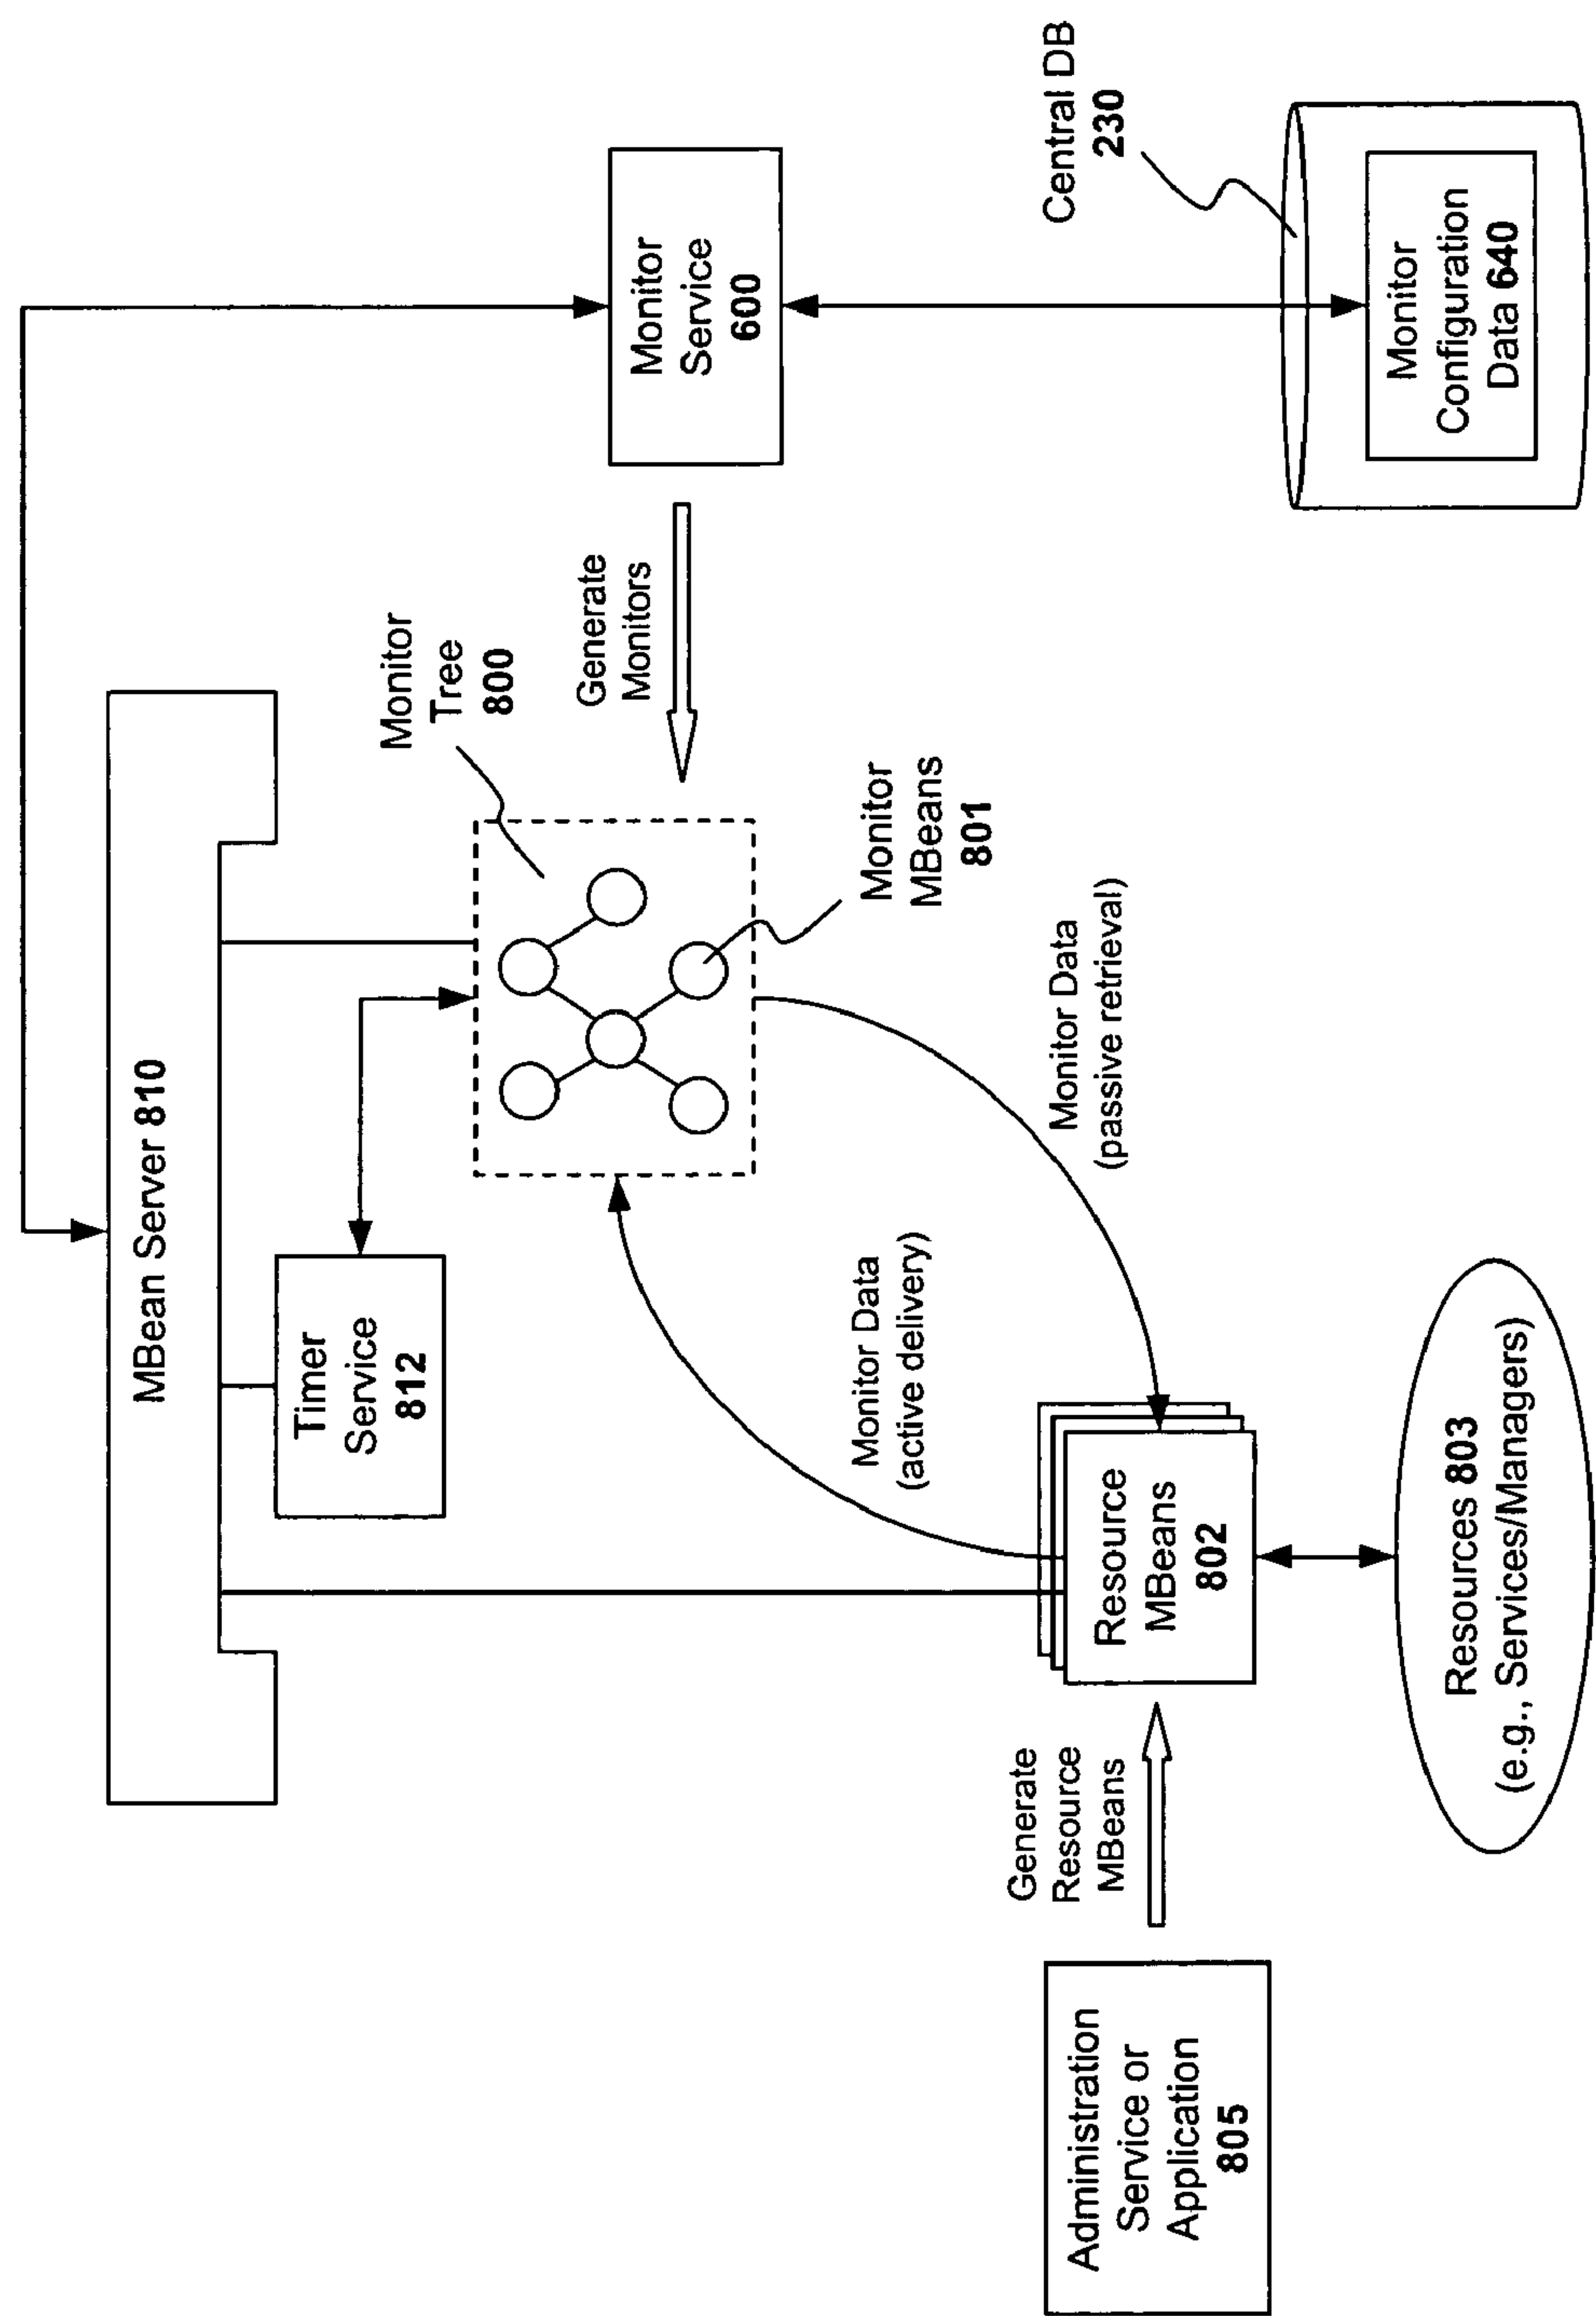 MBean Server 810
Timer
Service
812
Monitor
Tree
800
Generate
Monitors
Monitor
Service
600
Monitor
MBeans
801
Monitor Data
(active delivery)
Monitor Data
(passive retrieval)
Central DB
230
Monitor
Configuration
Data 640
Generate
Resource
MBeans
Resource
MBeans
802
Administration
Service or
Application
805
Resources 803
(e.g., Services/Managers)